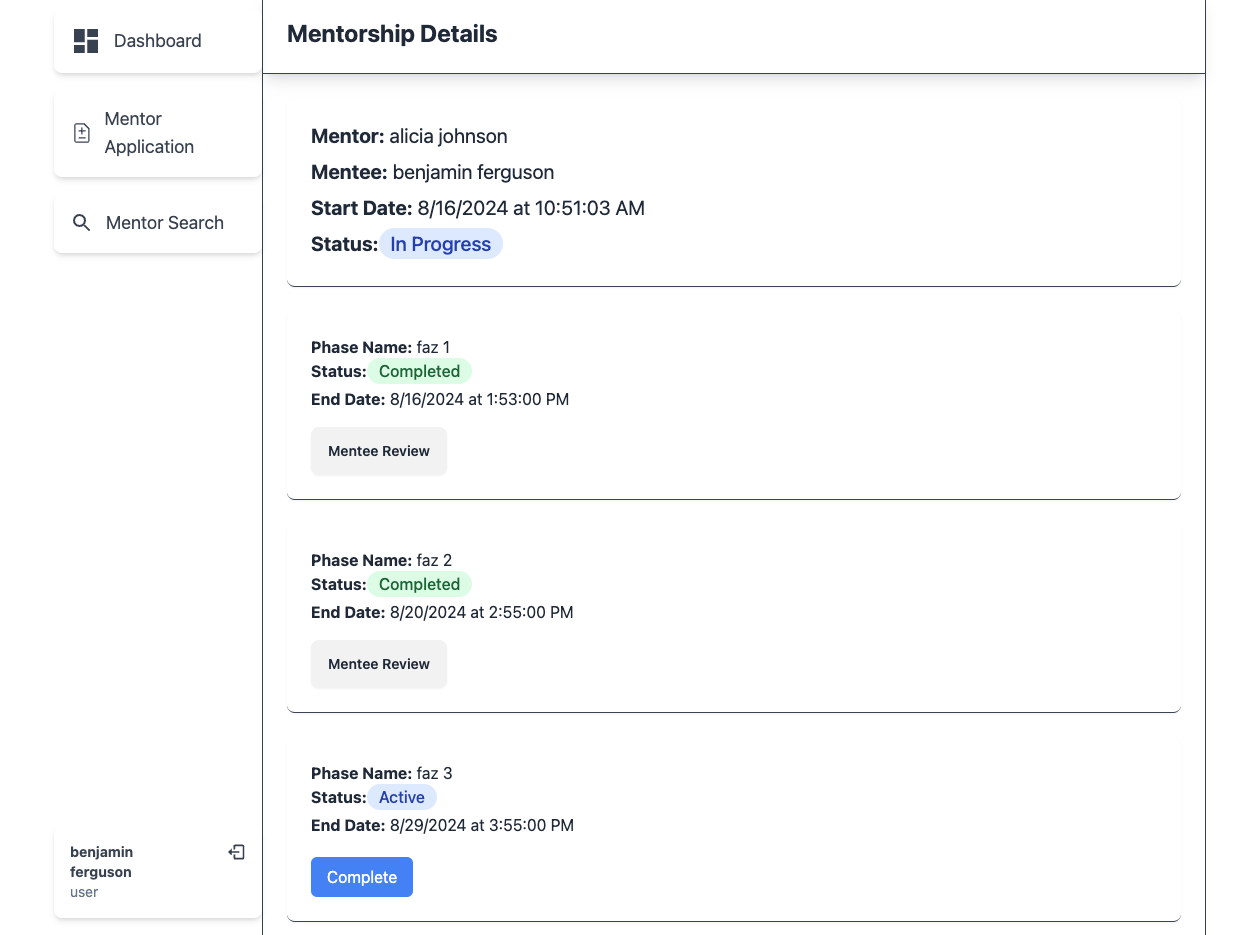 Dashboard
Mentor
Application
Mentor Search
benjamin
ferguson
user
Mentorship Details
Mentor: alicia johnson
Mentee: benjamin ferguson
Start Date: 8/16/2024 at 10:51:03 AM
Status: In Progress
Phase Name: faz 1
Status: Completed
End Date: 8/16/2024 at 1:53:00 PM
Mentee Review
Phase Name: faz 2
Status: Completed
End Date: 8/20/2024 at 2:55:00 PM
Mentee Review
Phase Name: faz 3
Status: Active
End Date: 8/29/2024 at 3:55:00 PM
Complete